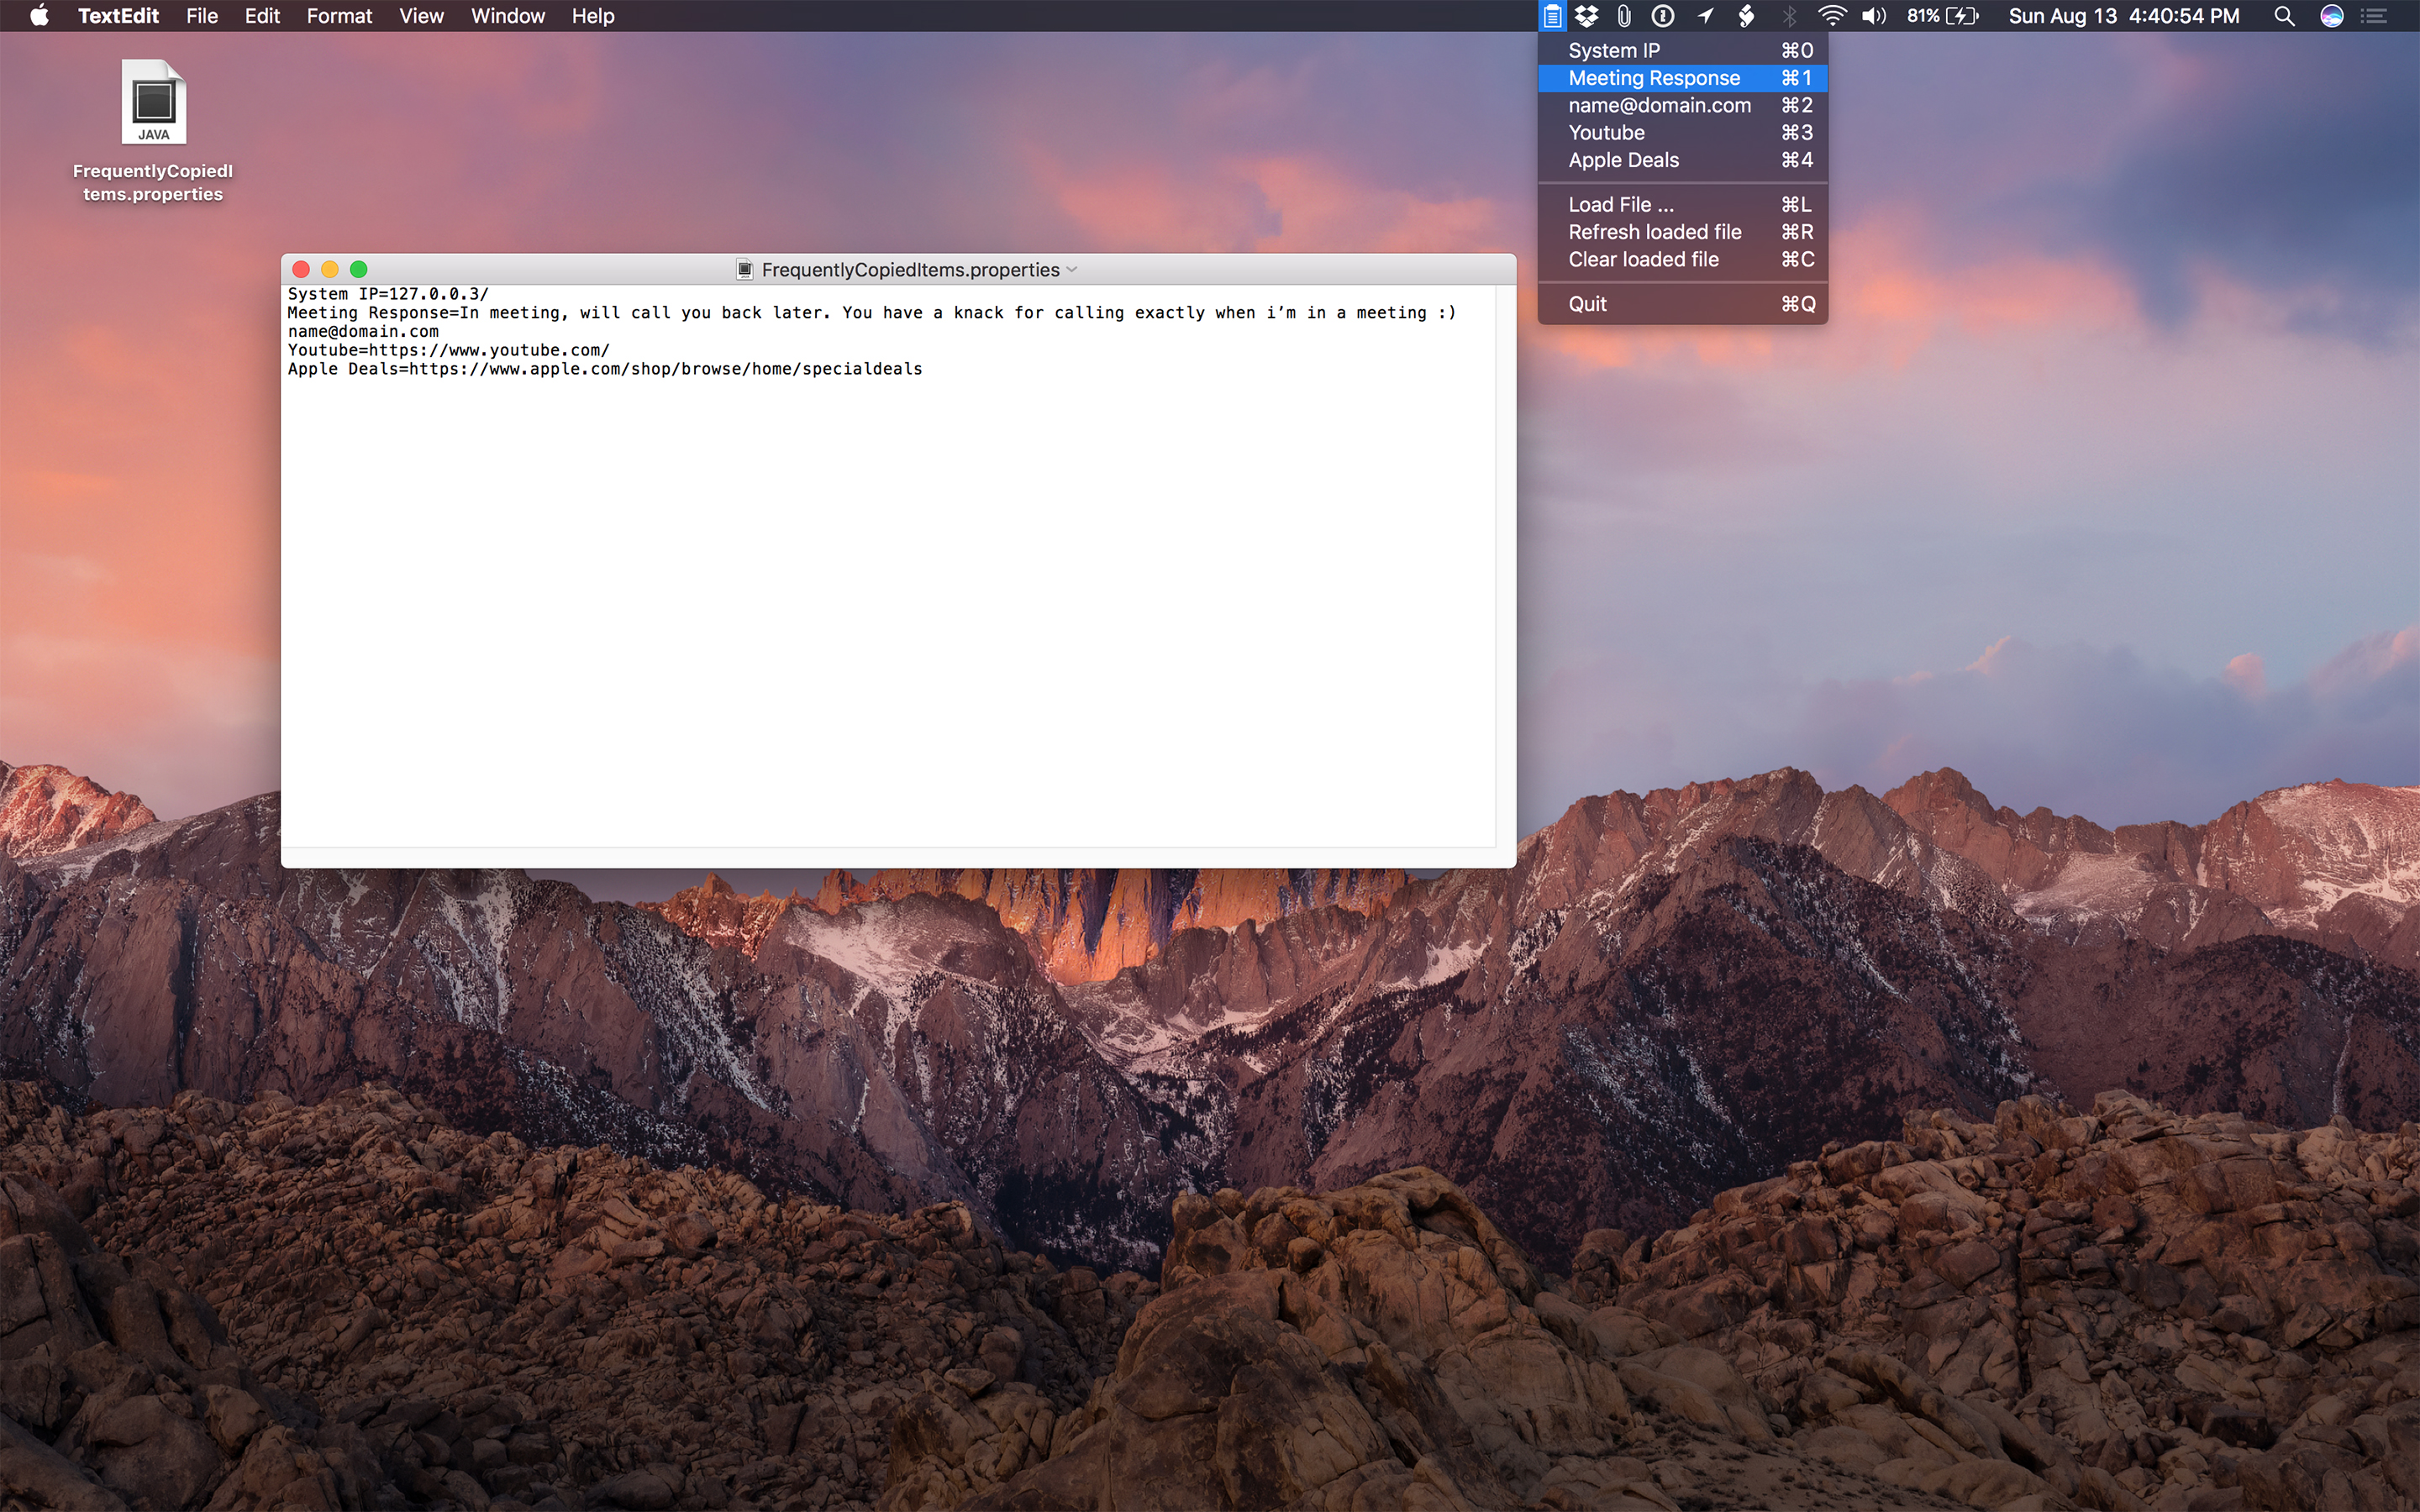 TextEdit File Edit Format View Window Help 81% Sun Aug 13 4:40:54 PM
JAVA
FrequentlyCopiedI
tems.properties
System IP ⌘0
Meeting Response ⌘1
name@domain.com ⌘2
Youtube ⌘3
Apple Deals ⌘4
Load File ... ⌘L
Refresh loaded file ⌘R
Clear loaded file ⌘C
Quit ⌘Q
FrequentlyCopiedItems.properties
System IP=127.0.0.3/
Meeting Response=In meeting, will call you back later. You have a knack for calling exactly when i’m in a meeting :)
name@domain.com
Youtube=https://www.youtube.com/
Apple Deals=https://www.apple.com/shop/browse/home/specialdeals